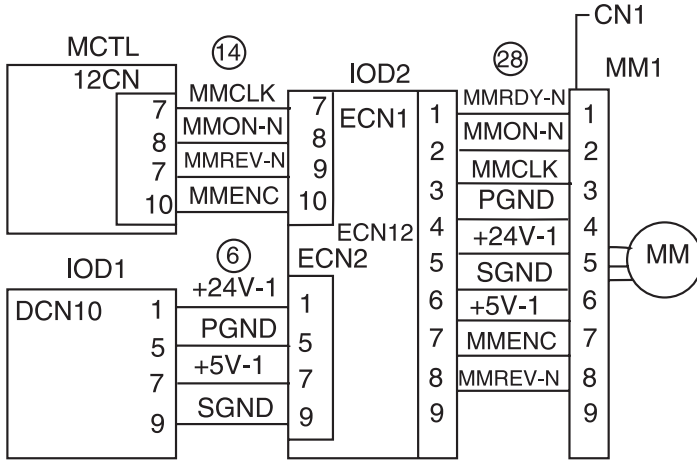 CN1
MCTL
14
IOD2
28
MM1
12CN
7 MMCLK 7 ECN1 1 MMRDY-N 1
8 MMON-N 8 2 MMON-N 2
7 MMREV-N 9 3 MMCLK 3
10 MMENC 10 ECN12 4 PGND 4
IOD1
6
ECN2
5 +24V-1 5 MM
DCN10
1 +24V-1 1 6 SGND 6
5 PGND 5 7 +5V-1 7
7 +5V-1 7 8 MMENC 8
9 SGND 9 9 MMREV-N 9